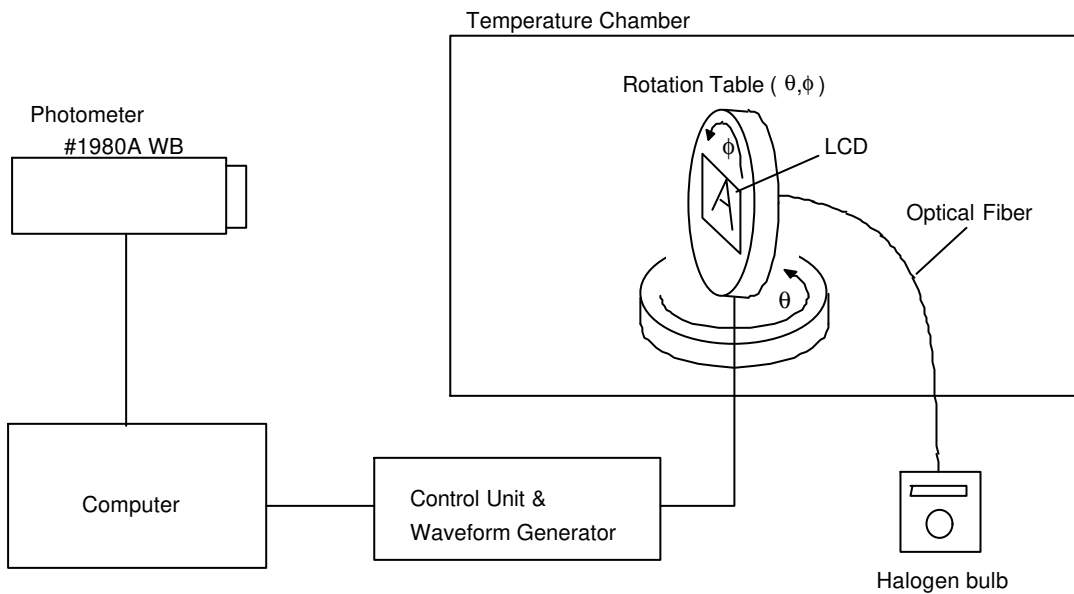 Temperature Chamber
Rotation Table ( θ,ϕ )
Photometer
#1980A WB
ϕ
LCD
A
Optical Fiber
θ
Computer
Control Unit &
Waveform Generator
Halogen bulb